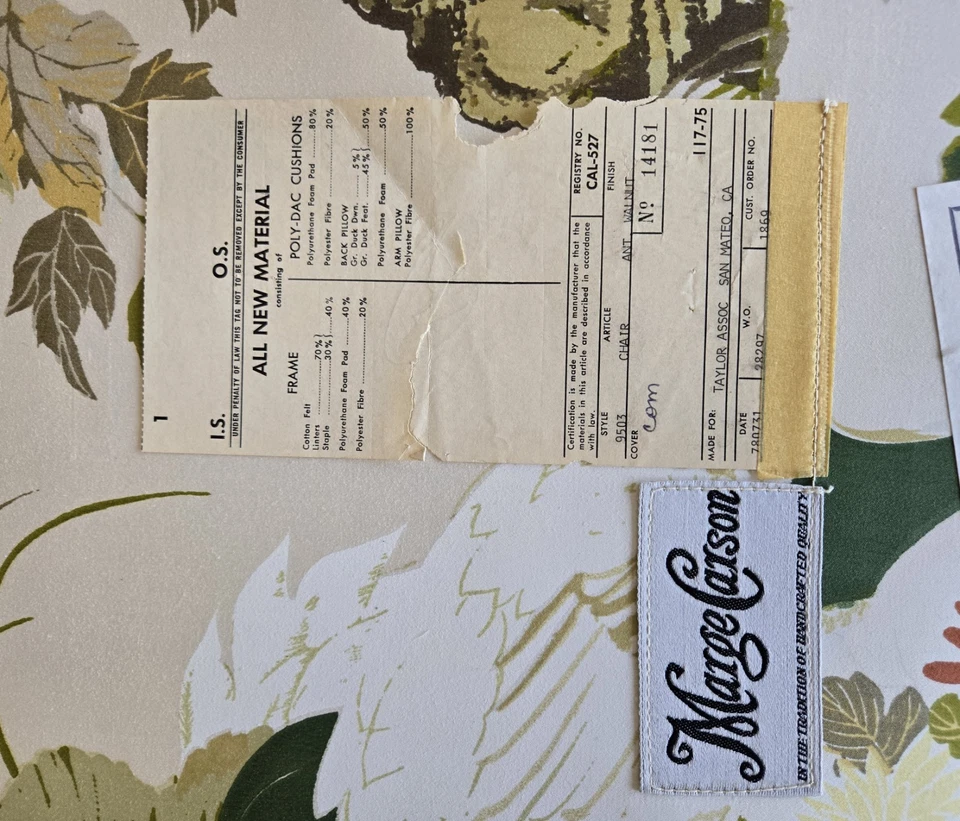 1
I.S. O.S.
UNDER PENALTY OF LAW THIS TAG NOT TO BE REMOVED EXCEPT BY THE CONSUMER
ALL NEW MATERIAL
consisting of
FRAME
Cotton Felt
Linters ............70% }
Staple ............30% } ....40%
Polyurethane Foam Pad ......40%
Polyester Fibre ..................20%
POLY-DAC CUSHIONS
Polyurethane Foam Pad ......80%
Polyester Fibre ..................20%
BACK PILLOW
Gr. Duck Dwn. .... 5% }
Gr. Duck Feat. ....45% } ....50%
Polyurethane Foam ............50%
ARM PILLOW
Polyester Fibre ................100%
Certification is made by the manufacturer that the
materials in this article are described in accordance
with law.
REGISTRY NO.
CAL-527
STYLE ARTICLE FINISH
9503 CHAIR ANT WALNUT
COVER
com
Nº 14181
117-75
MADE FOR: TAYLOR ASSOC SAN MATEO, CA
DATE W.O. CUST. ORDER NO.
780731 28297 1869
Marge Carson
IN THE TRADITION OF HANDCRAFTED QUALITY